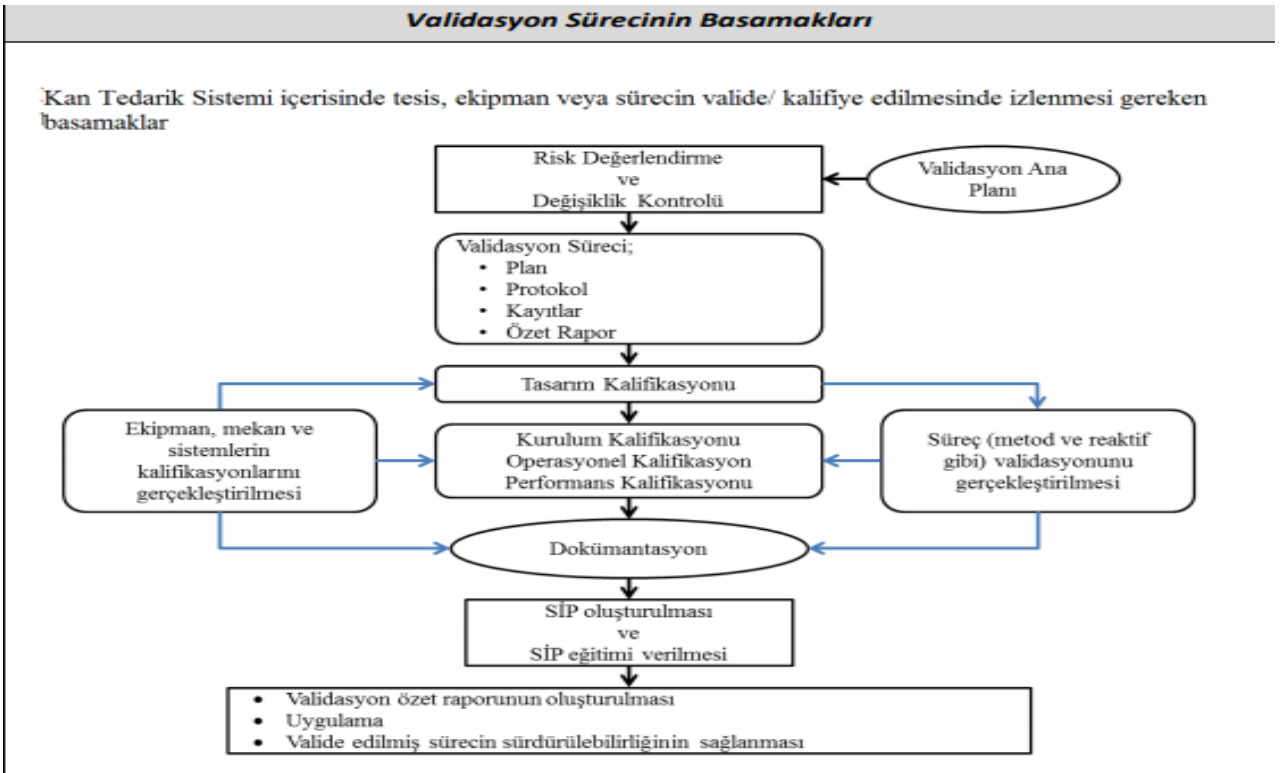 Validasyon Sürecinin Basamakları
Kan Tedarik Sistemi içerisinde tesis, ekipman veya sürecin valide/ kalifiye edilmesinde izlenmesi gereken
basamaklar
Risk Değerlendirme
ve
Değişiklik Kontrolü
Validasyon Ana
Planı
Validasyon Süreci;
• Plan
• Protokol
• Kayıtlar
• Özet Rapor
Tasarım Kalifikasyonu
Ekipman, mekan ve
sistemlerin
kalifikasyonlarını
gerçekleştirilmesi
Kurulum Kalifikasyonu
Operasyonel Kalifikasyon
Performans Kalifikasyonu
Süreç (metod ve reaktif
gibi) validasyonunu
gerçekleştirilmesi
Dokümantasyon
SİP oluşturulması
ve
SİP eğitimi verilmesi
• Validasyon özet raporunun oluşturulması
• Uygulama
• Valide edilmiş sürecin sürdürülebilirliğinin sağlanması